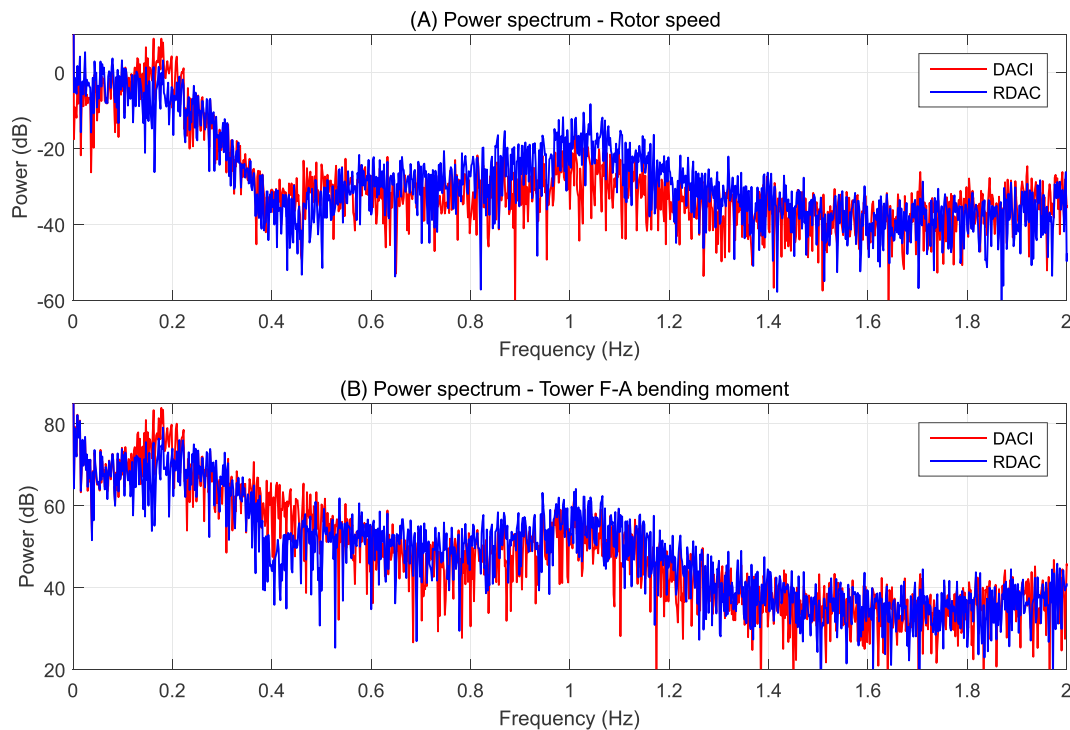 (A) Power spectrum - Rotor speed
Power (dB)
0
-20
-40
-60
DACI
RDAC
0 0.2 0.4 0.6 0.8 1 1.2 1.4 1.6 1.8 2
Frequency (Hz)
(B) Power spectrum - Tower F-A bending moment
Power (dB)
80
60
40
20
DACI
RDAC
0 0.2 0.4 0.6 0.8 1 1.2 1.4 1.6 1.8 2
Frequency (Hz)